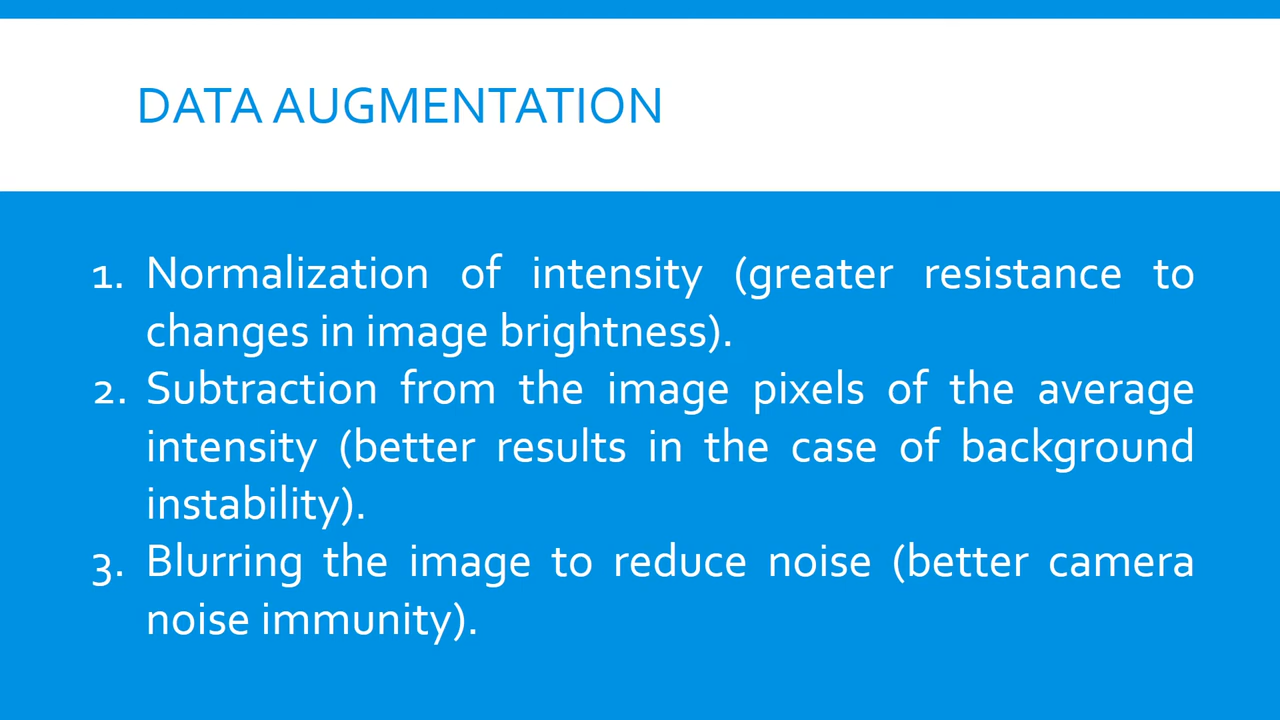 DATA AUGMENTATION
1. Normalization of intensity (greater resistance to
changes in image brightness).
2. Subtraction from the image pixels of the average
intensity (better results in the case of background
instability).
3. Blurring the image to reduce noise (better camera
noise immunity).